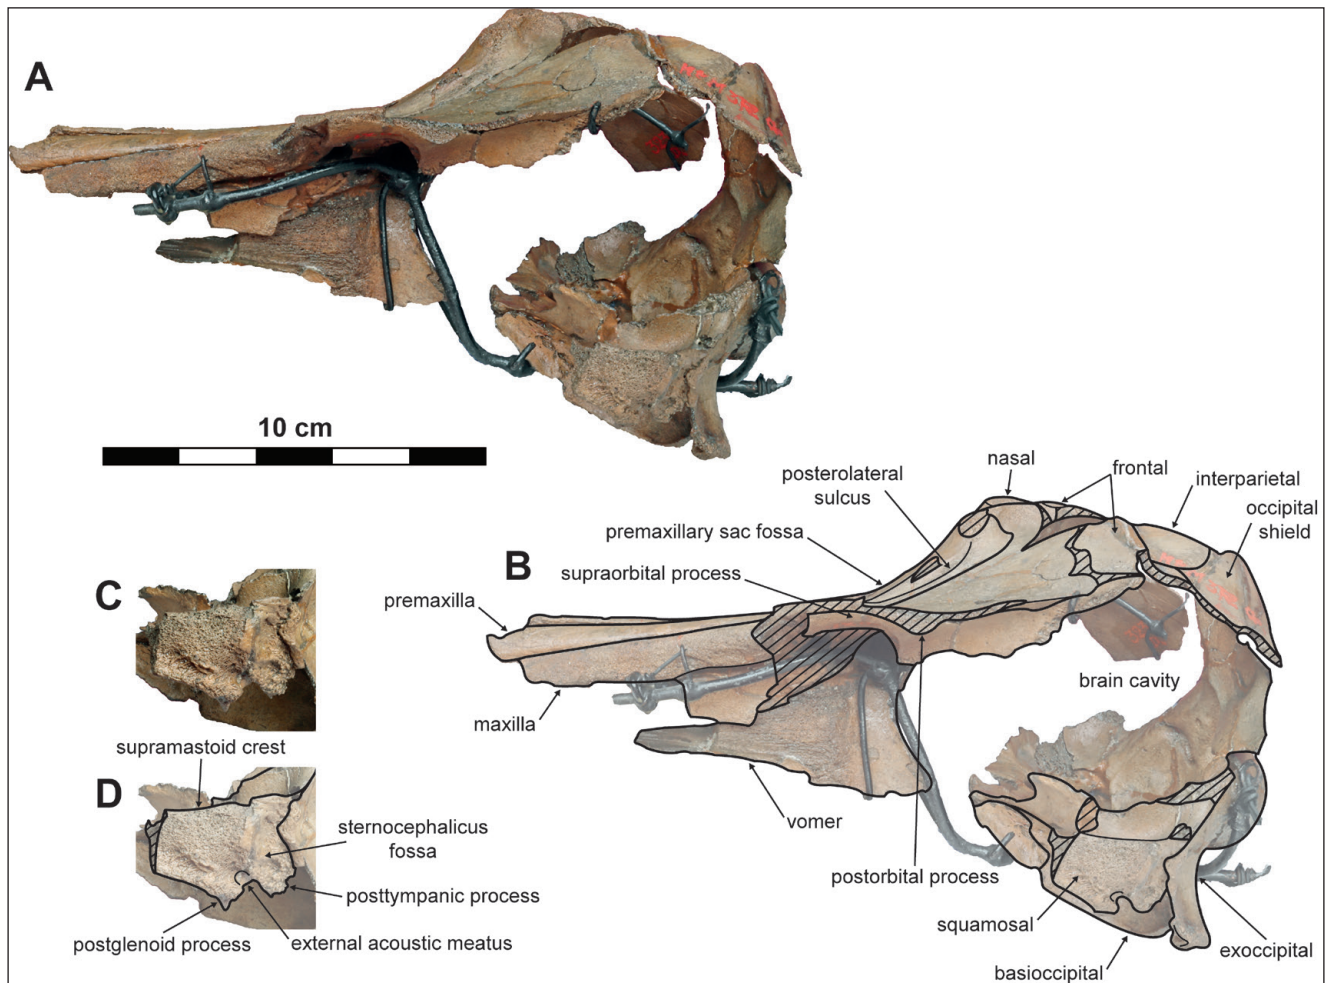 A
10 cm
nasal
frontal
posterolateral
sulcus
interparietal
occipital
shield
premaxillary sac fossa
B
supraorbital process
C
premaxilla
brain cavity
maxilla
supramastoid crest
D
vomer
sternocephalicus
fossa
postorbital process
posttympanic process
squamosal
postglenoid process
external acoustic meatus
exoccipital
basioccipital